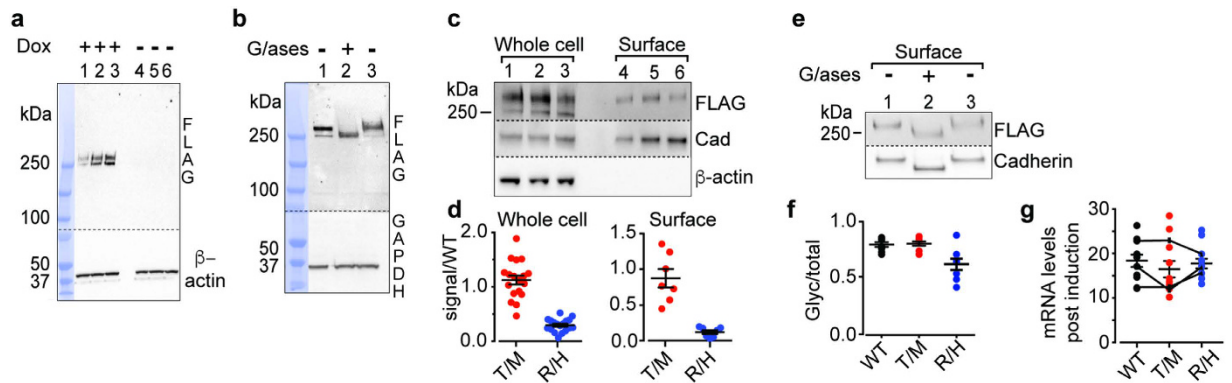 a
Dox
+ + + - - -
1 2 3 4 5 6
kDa
250
100
50
37
FLAG
β-
actin
b
G/ases
- + -
1 2 3
kDa
250
100
50
37
FLAG
GAPDH
c
Whole cell Surface
kDa 1 2 3 4 5 6
250 –
FLAG
Cad
β-actin
d
Whole cell Surface
signal/WT
2.0
1.0
0.0
T/M R/H
1.5
1.0
0.5
0.0
T/M R/H
e
Surface
G/ases - + -
kDa 1 2 3
250 –
FLAG
Cadherin
f
Glyc/total
1.0
0.5
0.0
WT T/M R/H
g
mRNA levels
post induction
30
20
10
0
WT T/M R/H